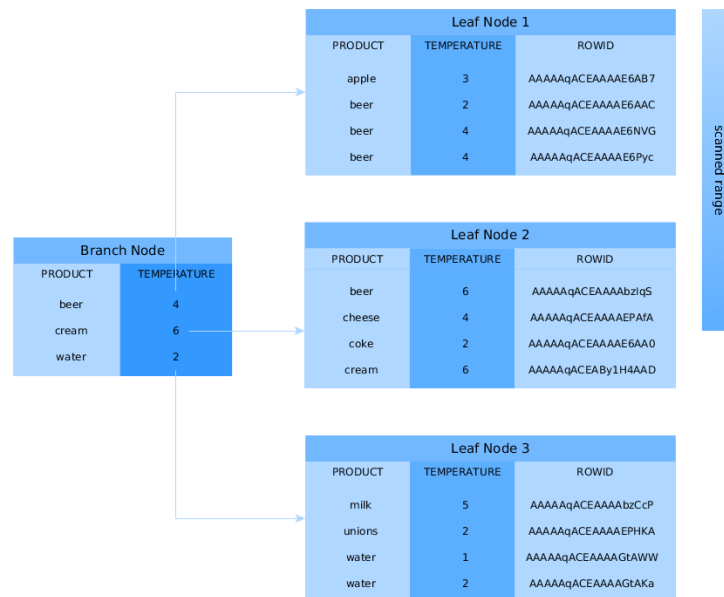 Leaf Node 1
PRODUCT TEMPERATURE ROWID
apple 3 AAAAAqACEAAAAE6AB7
beer 2 AAAAAqACEAAAAE6AAC
beer 4 AAAAAqACEAAAAE6NVG
beer 4 AAAAAqACEAAAAE6Pyc
scanned range
Branch Node
PRODUCT TEMPERATURE
beer 4
cream 6
water 2
Leaf Node 2
PRODUCT TEMPERATURE ROWID
beer 6 AAAAAqACEAAAAbzIqS
cheese 4 AAAAAqACEAAAAEPAfA
coke 2 AAAAAqACEAAAAE6AA0
cream 6 AAAAAqACEABy1H4AAD
Leaf Node 3
PRODUCT TEMPERATURE ROWID
milk 5 AAAAAqACEAAAAbzCcP
unions 2 AAAAAqACEAAAAEPHKA
water 1 AAAAAqACEAAAAGtAWW
water 2 AAAAAqACEAAAAGtAKa